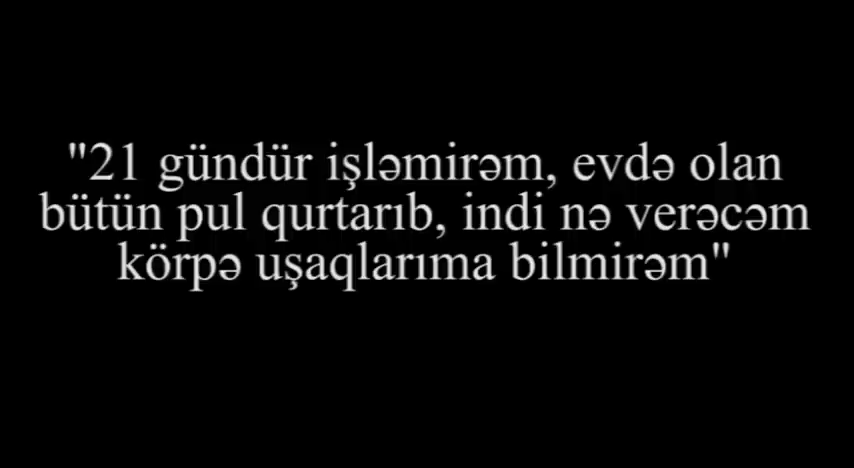 "21 gündür işləmirəm, evdə olan
bütün pul qurtarıb, indi nə verəcəm
körpə uşaqlarıma bilmirəm"